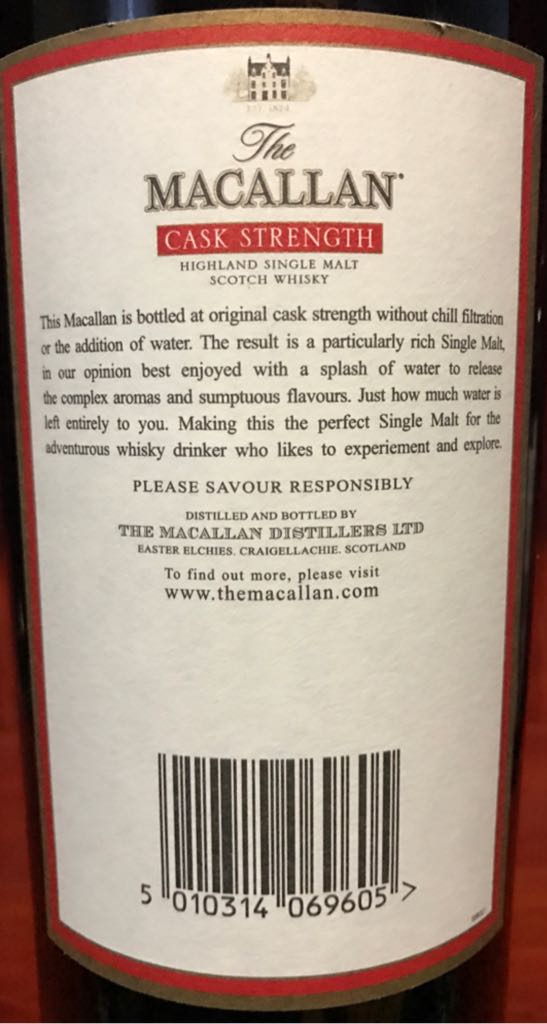 EST. 1824
The
MACALLAN
CASK STRENGTH
HIGHLAND SINGLE MALT
SCOTCH WHISKY
This Macallan is bottled at original cask strength without chill filtration
or the addition of water. The result is a particularly rich Single Malt,
in our opinion best enjoyed with a splash of water to release
the complex aromas and sumptuous flavours. Just how much water is
left entirely to you. Making this the perfect Single Malt for the
adventurous whisky drinker who likes to experiement and explore.
PLEASE SAVOUR RESPONSIBLY
DISTILLED AND BOTTLED BY
THE MACALLAN DISTILLERS LTD
EASTER ELCHIES, CRAIGELLACHIE, SCOTLAND
To find out more, please visit
www.themacallan.com
5 010314 069605 >